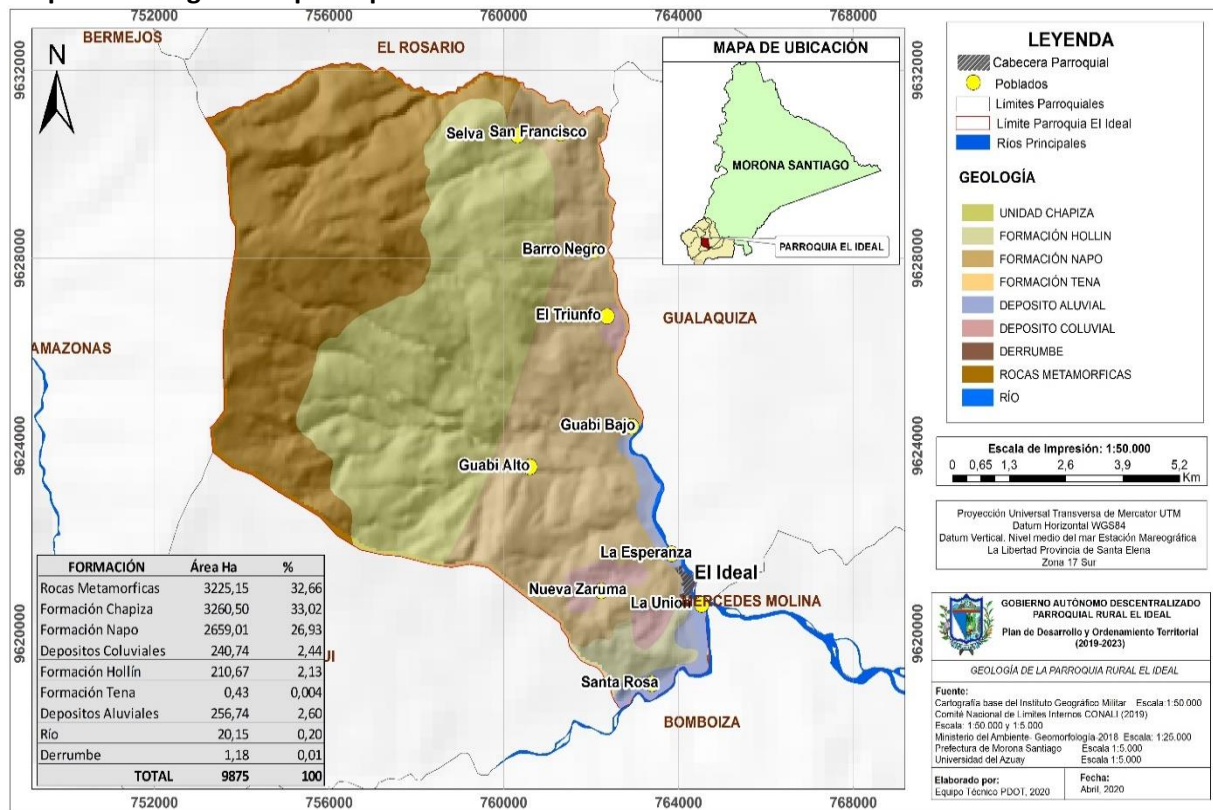 752000 756000 760000 764000 768000
BERMEJOS
EL ROSARIO
N
9632000
9628000
9624000
9620000
AMAZONAS
Selva
San Francisco
Barro Negro
El Triunfo
GUALAQUIZA
Guabi Bajo
Guabi Alto
La Esperanza
El Ideal
Nueva Zaruma
La Union
MERCEDES MOLINA
Santa Rosa
BOMBOIZA
UI
MAPA DE UBICACIÓN
MORONA SANTIAGO
PARROQUIA EL IDEAL
9632000
9628000
9624000
9620000
FORMACIÓN Área Ha %
Rocas Metamorficas 3225,15 32,66
Formación Chapiza 3260,50 33,02
Formación Napo 2659,01 26,93
Depositos Coluviales 240,74 2,44
Formación Hollín 210,67 2,13
Formación Tena 0,43 0,004
Depositos Aluviales 256,74 2,60
Río 20,15 0,20
Derrumbe 1,18 0,01
TOTAL 9875 100
752000 756000 760000 764000 768000
LEYENDA
Cabecera Parroquial
Poblados
Límites Parroquiales
Límite Parroquia El Ideal
Ríos Principales
GEOLOGÍA
UNIDAD CHAPIZA
FORMACIÓN HOLLIN
FORMACIÓN NAPO
FORMACIÓN TENA
DEPOSITO ALUVIAL
DEPOSITO COLUVIAL
DERRUMBE
ROCAS METAMORFICAS
RÍO
Escala de Impresión: 1:50.000
0 0,65 1,3 2,6 3,9 5,2
Km
Proyección Universal Transversa de Mercator UTM
Datum Horizontal WGS84
Datum Vertical. Nivel medio del mar Estación Mareográfica
La Libertad Provincia de Santa Elena
Zona 17 Sur
GOBIERNO AUTÓNOMO DESCENTRALIZADO
PARROQUIAL RURAL EL IDEAL
Plan de Desarrollo y Ordenamiento Territorial
(2019-2023)
GEOLOGÍA DE LA PARROQUIA RURAL EL IDEAL
Fuente:
Cartografía base del Instituto Geográfico Militar Escala 1:50.000
Comité Nacional de Límites Internos CONALI (2019)
Escala: 1:50.000 y 1:5.000
Ministerio del Ambiente- Geomorfología-2018 Escala: 1:25.000
Prefectura de Morona Santiago Escala 1:5.000
Universidad del Azuay Escala 1:5.000
Elaborado por:
Equipo Técnico PDOT, 2020
Fecha:
Abril, 2020